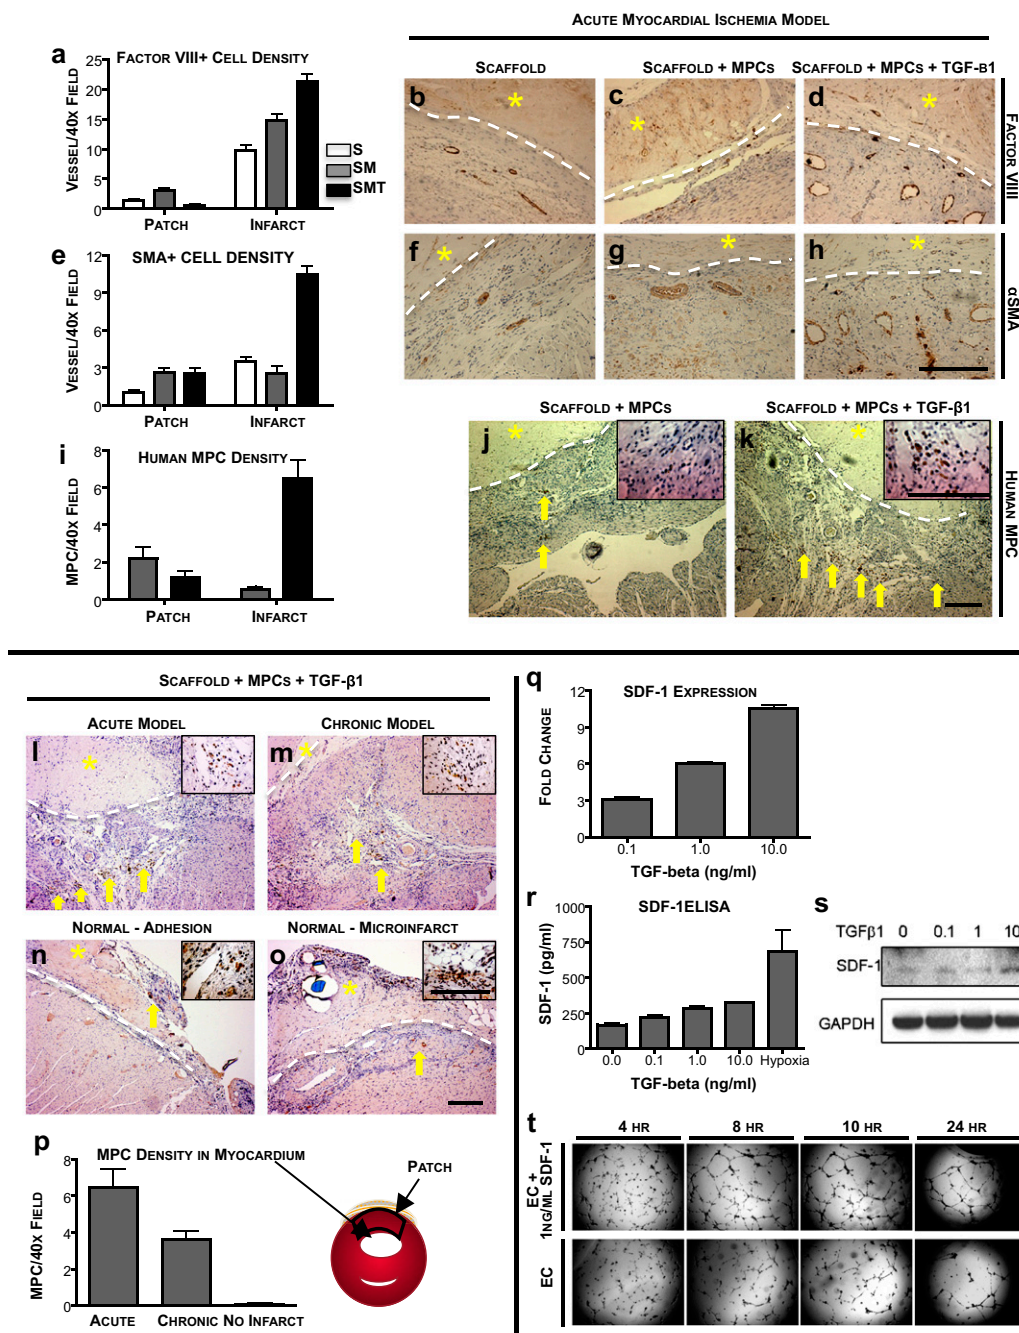 ACUTE MYOCARDIAL ISCHEMIA MODEL
a
FACTOR VIII+ CELL DENSITY
VESSEL/40X FIELD
25
20
15
10
5
0
PATCH
INFARCT
S
SM
SMT
SCAFFOLD
SCAFFOLD + MPCS
SCAFFOLD + MPCS + TGF-B1
b
*
c
*
d
*
FACTOR VIIII
e
SMA+ CELL DENSITY
VESSEL/40X FIELD
12
9
6
3
0
PATCH
INFARCT
f
*
g
*
h
*
αSMA
i
HUMAN MPC DENSITY
MPC/40X FIELD
8
6
4
2
0
PATCH
INFARCT
SCAFFOLD + MPCS
SCAFFOLD + MPCS + TGF-β1
j
*
k
*
HUMAN MPC
SCAFFOLD + MPCS + TGF-β1
ACUTE MODEL
CHRONIC MODEL
l
*
m
*
NORMAL - ADHESION
NORMAL - MICROINFARCT
n
*
o
*
p
MPC DENSITY IN MYOCARDIUM
PATCH
MPC/40X FIELD
8
6
4
2
0
ACUTE
CHRONIC
NO INFARCT
q
SDF-1 EXPRESSION
FOLD CHANGE
12
9
6
3
0
0.1
1.0
10.0
TGF-beta (ng/ml)
r
SDF-1ELISA
SDF-1 (pg/ml)
1000
750
500
250
0
0.0
0.1
1.0
10.0
Hypoxia
TGF-beta (ng/ml)
s
TGFβ1 0 0.1 1 10
SDF-1
GAPDH
t
4 HR
8 HR
10 HR
24 HR
EC +
1NG/ML SDF-1
EC